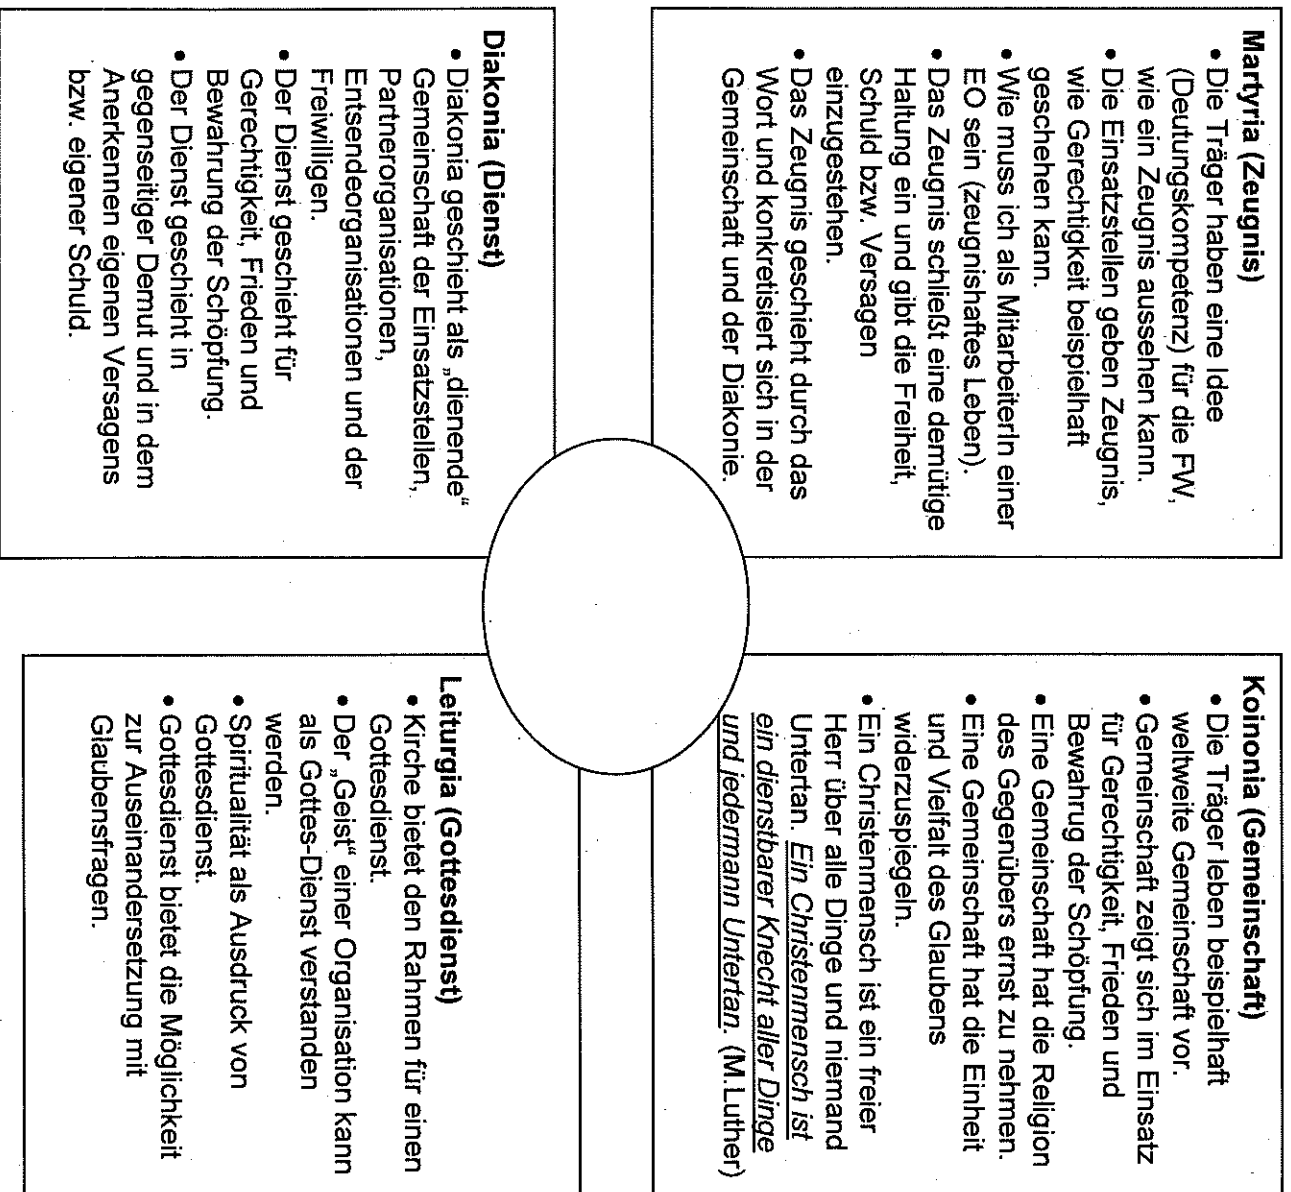 Martyria (Zeugnis)
• Die Träger haben eine Idee
(Deutungskompetenz) für die FW,
wie ein Zeugnis aussehen kann.
• Die Einsatzstellen geben Zeugnis,
wie Gerechtigkeit beispielhaft
geschehen kann.
• Wie muss ich als MitarbeiterIn einer
EO sein (zeugnishaftes Leben).
• Das Zeugnis schließt eine demütige
Haltung ein und gibt die Freiheit,
Schuld bzw. Versagen
einzugestehen.
• Das Zeugnis geschieht durch das
Wort und konkretisiert sich in der
Gemeinschaft und der Diakonie.
Koinonia (Gemeinschaft)
• Die Träger leben beispielhaft
weltweite Gemeinschaft vor.
• Gemeinschaft zeigt sich im Einsatz
für Gerechtigkeit, Frieden und
Bewahrug der Schöpfung.
• Eine Gemeinschaft hat die Religion
des Gegenübers ernst zu nehmen.
• Eine Gemeinschaft hat die Einheit
und Vielfalt des Glaubens
widerzuspiegeln.
• Ein Christenmensch ist ein freier
Herr über alle Dinge und niemand
Untertan. Ein Christenmensch ist
ein dienstbarer Knecht aller Dinge
und jedermann Untertan. (M.Luther)
Diakonia (Dienst)
• Diakonia geschieht als „dienende“
Gemeinschaft der Einsatzstellen,
Partnerorganisationen,
Entsendeorganisationen und der
Freiwilligen.
• Der Dienst geschieht für
Gerechtigkeit, Frieden und
Bewahrung der Schöpfung.
• Der Dienst geschieht in
gegenseitiger Demut und in dem
Anerkennen eigenen Versagens
bzw. eigener Schuld.
Leiturgia (Gottesdienst)
• Kirche bietet den Rahmen für einen
Gottesdienst.
• Der „Geist“ einer Organisation kann
als Gottes-Dienst verstanden
werden.
• Spiritualität als Ausdruck von
Gottesdienst.
• Gottesdienst bietet die Möglichkeit
zur Auseinandersetzung mit
Glaubensfragen.